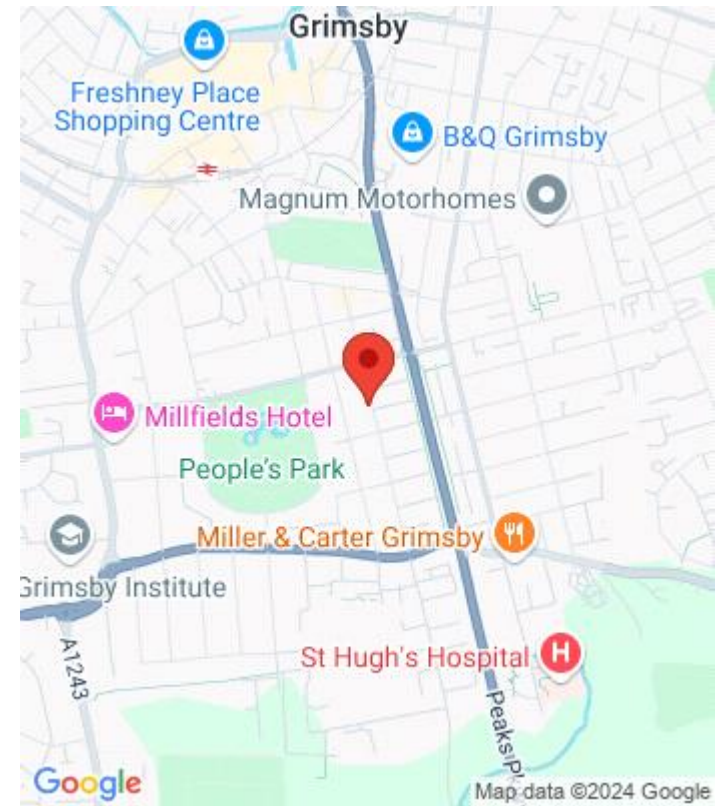 Grimsby
Freshney Place
Shopping Centre
B&Q Grimsby
Magnum Motorhomes
Millfields Hotel
People's Park
Miller & Carter Grimsby
Grimsby Institute
St Hugh's Hospital
A1243
Peaks
Google
Map data ©2024 Google